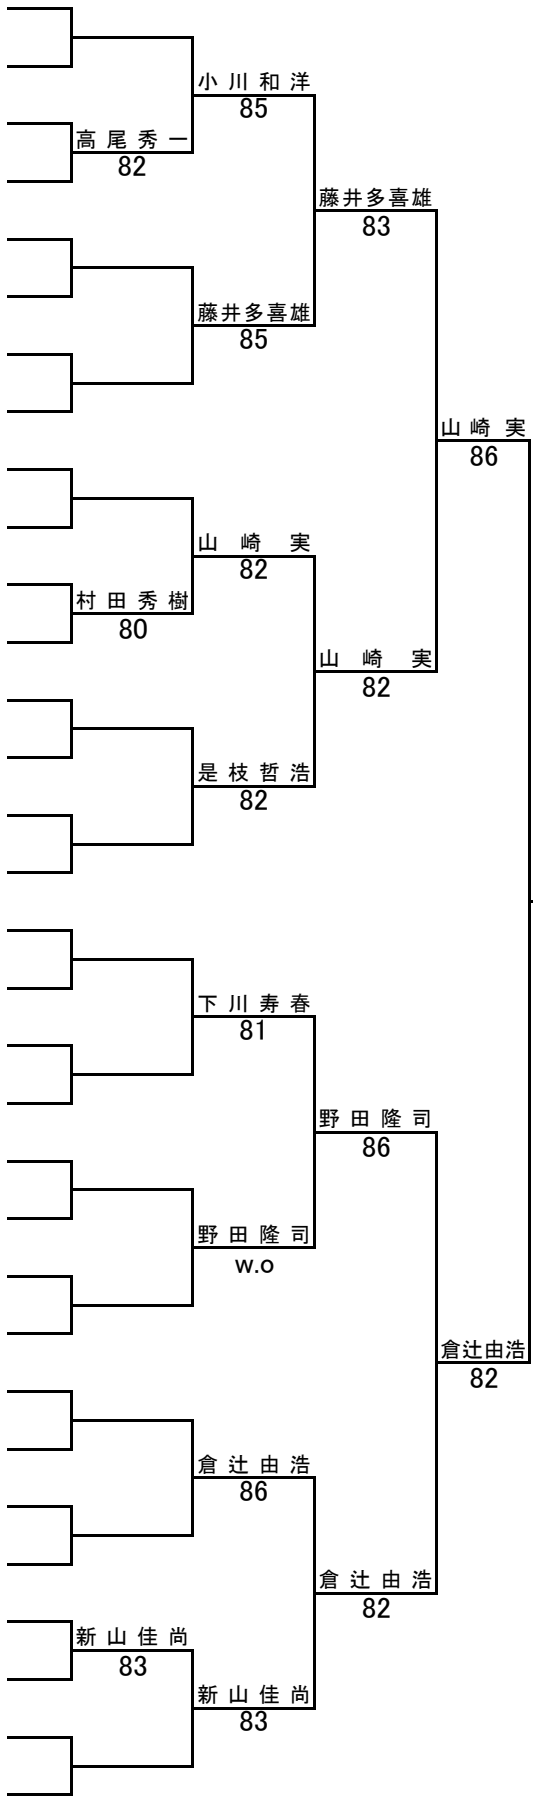 小川和洋
85
高尾秀一
82
藤井多喜雄
83
藤井多喜雄
85
山崎実
86
山崎実
82
村田秀樹
80
山崎実
82
是枝哲浩
82
下川寿春
81
野田隆司
86
野田隆司
w.o
倉辻由浩
82
倉辻由浩
86
倉辻由浩
82
新山佳尚
83
新山佳尚
83